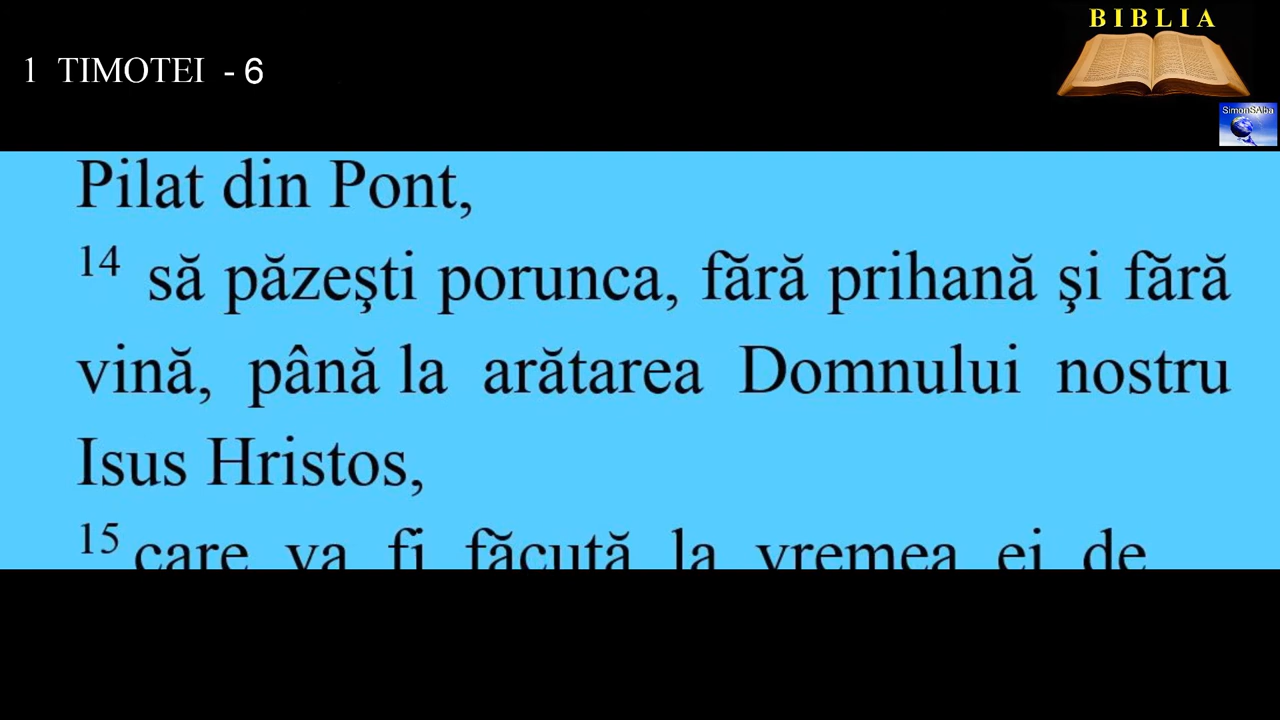 BIBLIA
1 TIMOTEI - 6
SimonSAlba
Pilat din Pont,
14 să păzeşti porunca, fără prihană şi fără
vină, până la arătarea Domnului nostru
Isus Hristos,
15 care va fi făcută la vremea ei de